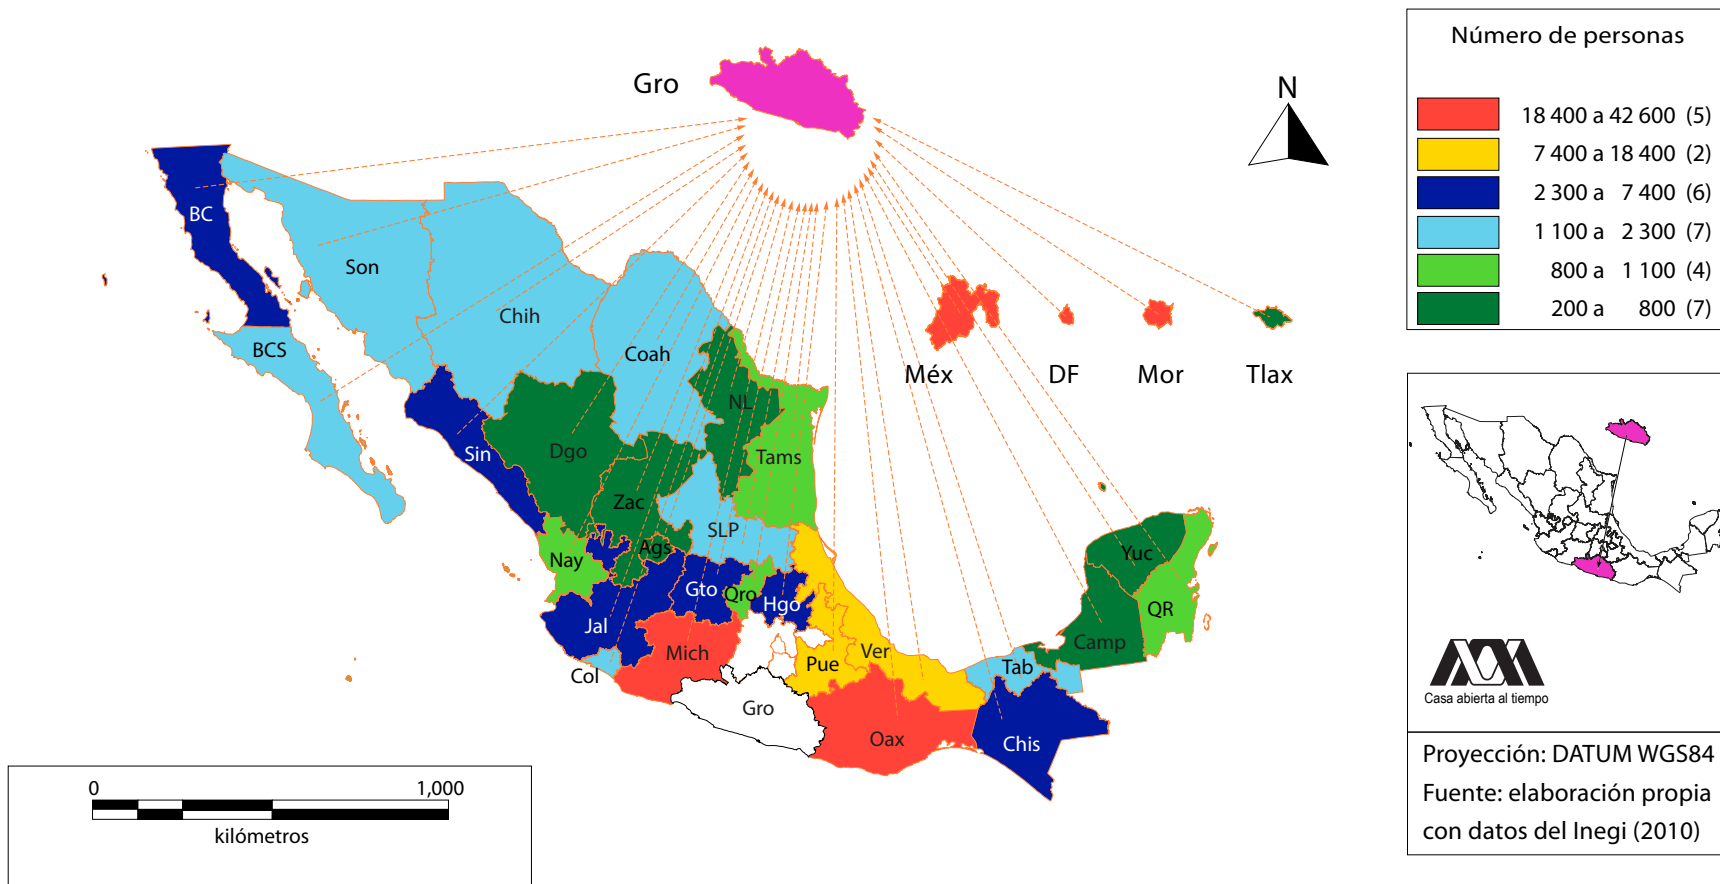 Número de personas
18 400 a 42 600 (5)
7 400 a 18 400 (2)
2 300 a 7 400 (6)
1 100 a 2 300 (7)
800 a 1 100 (4)
200 a 800 (7)
Gro
N
BC
Son
Chih
BCS
Coah
Méx
DF
Mor
Tlax
NL
Sin
Dgo
Tams
Zac
SLP
Ags
Nay
Yuc
Gto
Qro
Hgo
QR
Jal
Camp
Mich
Ver
Pue
Tab
Col
Gro
Oax
Chis
0 1,000
kilómetros
Casa abierta al tiempo
Proyección: DATUM WGS84
Fuente: elaboración propia
con datos del Inegi (2010)